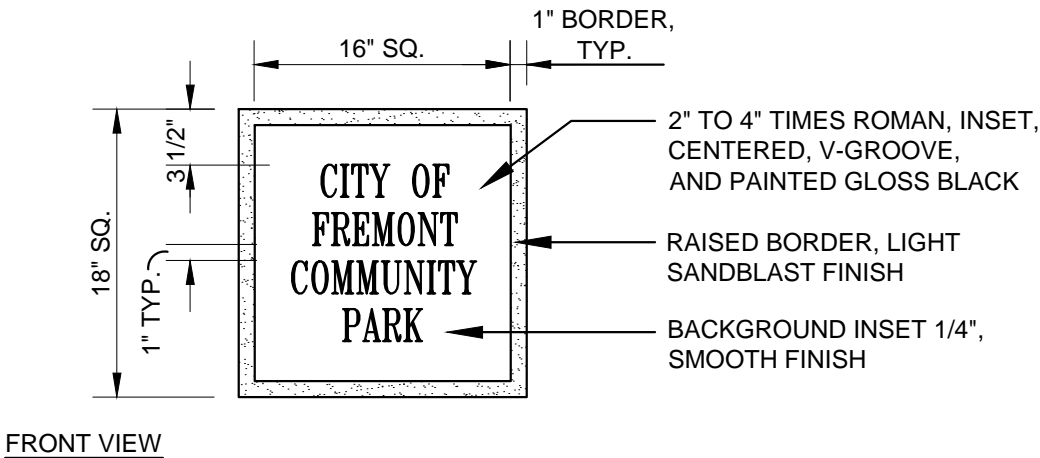 1" BORDER,
TYP.
16" SQ.
3 1/2"
18" SQ.
1" TYP.
CITY OF
FREMONT
COMMUNITY
PARK
2" TO 4" TIMES ROMAN, INSET,
CENTERED, V-GROOVE,
AND PAINTED GLOSS BLACK
RAISED BORDER, LIGHT
SANDBLAST FINISH
BACKGROUND INSET 1/4",
SMOOTH FINISH
FRONT VIEW